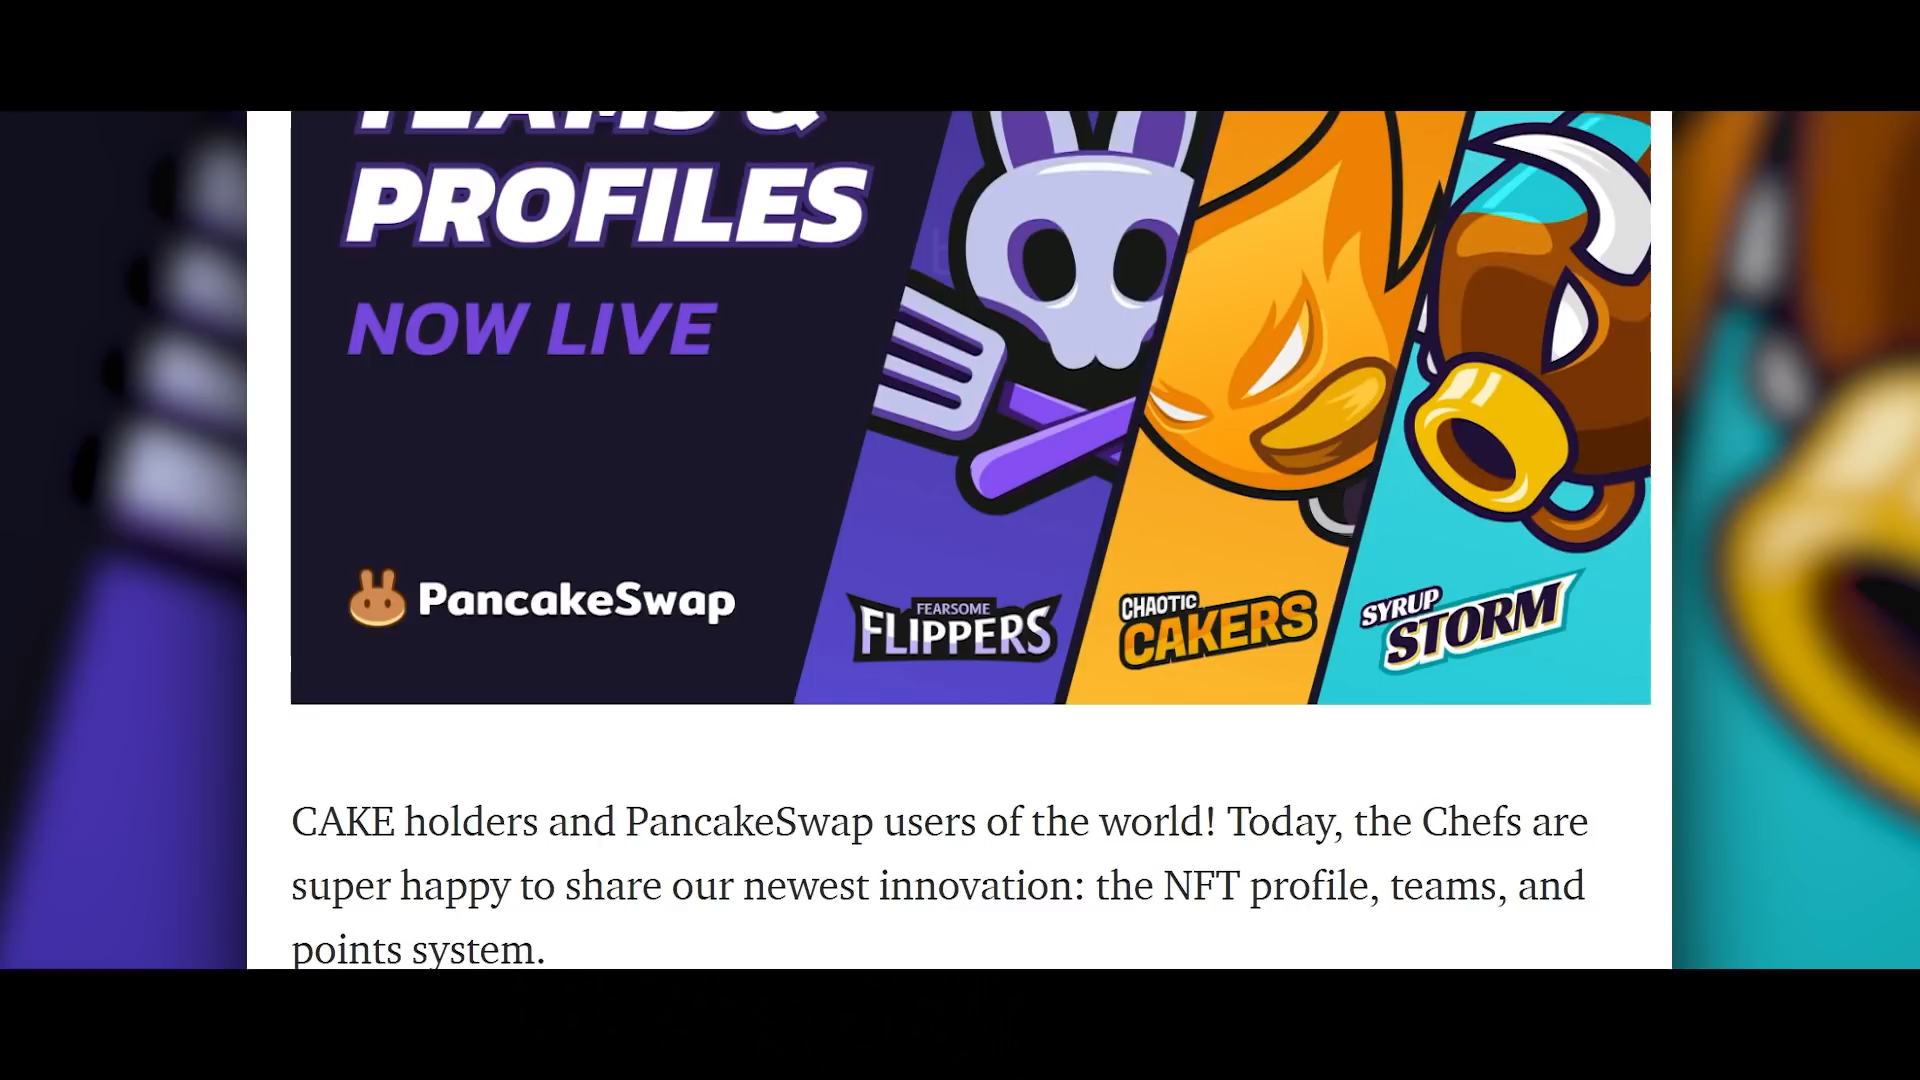 TEAMS &
PROFILES
NOW LIVE
PancakeSwap
FEARSOME
FLIPPERS
CHAOTIC
CAKERS
SYRUP
STORM
CAKE holders and PancakeSwap users of the world! Today, the Chefs are
super happy to share our newest innovation: the NFT profile, teams, and
points system.